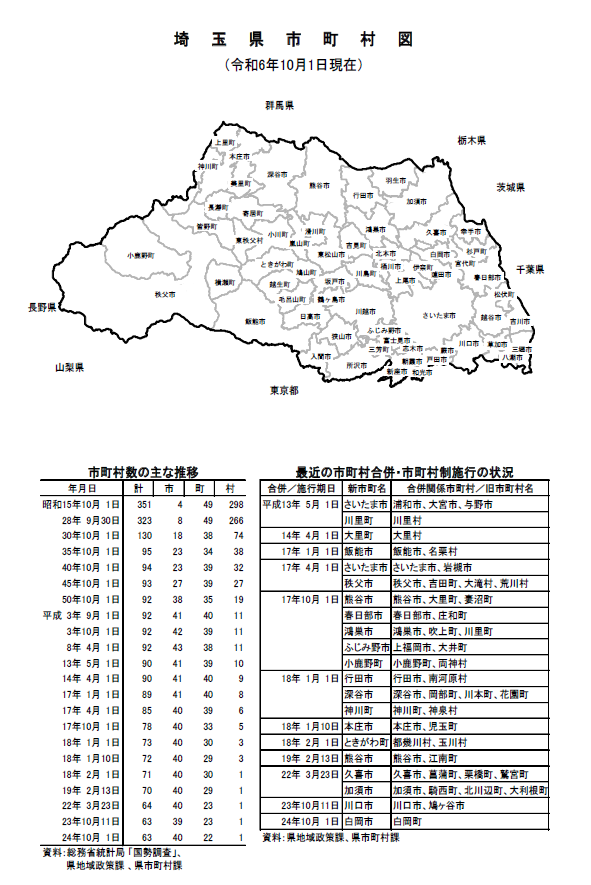 埼玉県市町村図
（令和6年10月1日現在）
群馬県
栃木県
茨城県
千葉県
長野県
山梨県
東京都
上里町
本庄市
神川町
美里町
深谷市
熊谷市
羽生市
行田市
加須市
長瀞町
寄居町
皆野町
小川町
滑川町
鴻巣市
久喜市
幸手市
東秩父村
嵐山町
吉見町
小鹿野町
東松山市
北本市
白岡市
杉戸町
ときがわ町
桶川市
伊奈町
宮代町
鳩山町
川島町
蓮田市
秩父市
横瀬町
越生町
坂戸市
上尾市
春日部市
毛呂山町
鶴ヶ島市
松伏町
飯能市
日高市
川越市
さいたま市
越谷市
吉川市
ふじみ野市
狭山市
富士見市
川口市
草加市
三郷市
入間市
三芳町
志木市
蕨市
八潮市
所沢市
新座市
朝霞市
和光市
戸田市
市町村数の主な推移
年月日 計 市 町 村
昭和15年10月 1日 351 4 49 298
28年 9月30日 323 8 49 266
30年10月 1日 130 18 38 74
35年10月 1日 95 23 34 38
40年10月 1日 94 23 39 32
45年10月 1日 93 27 39 27
50年10月 1日 92 38 35 19
平成 3年 9月 1日 92 41 40 11
3年10月 1日 92 42 39 11
8年 4月 1日 92 43 38 11
13年 5月 1日 90 41 39 10
14年 4月 1日 90 41 40 9
17年 1月 1日 89 41 40 8
17年 4月 1日 85 40 39 6
17年10月 1日 78 40 33 5
18年 1月 1日 73 40 30 3
18年 1月10日 72 40 29 3
18年 2月 1日 71 40 30 1
19年 2月13日 70 40 29 1
22年 3月23日 64 40 23 1
23年10月11日 63 39 23 1
24年10月 1日 63 40 22 1
資料：総務省統計局「国勢調査」、
県地域政策課 、県市町村課
最近の市町村合併・市町村制施行の状況
合併／施行期日 新市町名 合併関係市町村／旧市町村名
平成13年 5月 1日 さいたま市 浦和市、大宮市、与野市
川里町 川里村
14年 4月 1日 大里町 大里村
17年 1月 1日 飯能市 飯能市、名栗村
17年 4月 1日 さいたま市 さいたま市、岩槻市
秩父市 秩父市、吉田町、大滝村、荒川村
17年10月 1日 熊谷市 熊谷市、大里町、妻沼町
春日部市 春日部市、庄和町
鴻巣市 鴻巣市、吹上町、川里町
ふじみ野市 上福岡市、大井町
小鹿野町 小鹿野町、両神村
18年 1月 1日 行田市 行田市、南河原村
深谷市 深谷市、岡部町、川本町、花園町
神川町 神川町、神泉村
18年 1月10日 本庄市 本庄市、児玉町
18年 2月 1日 ときがわ町 都幾川村、玉川村
19年 2月13日 熊谷市 熊谷市、江南町
22年 3月23日 久喜市 久喜市、菖蒲町、栗橋町、鷲宮町
加須市 加須市、騎西町、北川辺町、大利根町
23年10月11日 川口市 川口市、鳩ヶ谷市
24年10月 1日 白岡市 白岡町
資料：県地域政策課、県市町村課